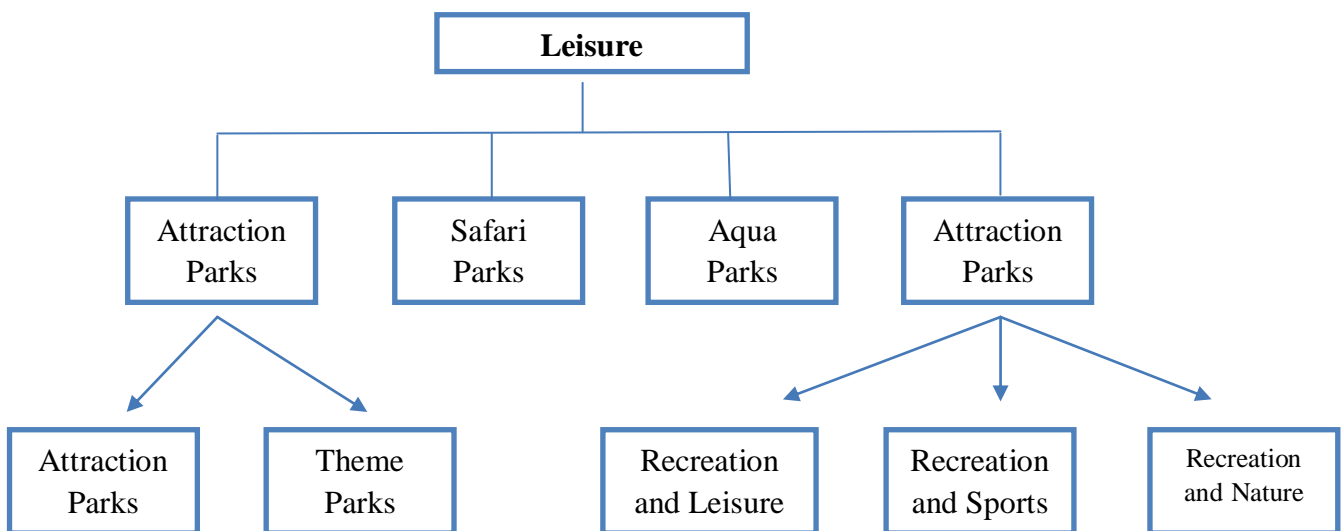 Leisure
Attraction
Parks
Safari
Parks
Aqua
Parks
Attraction
Parks
Attraction
Parks
Theme
Parks
Recreation
and Leisure
Recreation
and Sports
Recreation
and Nature